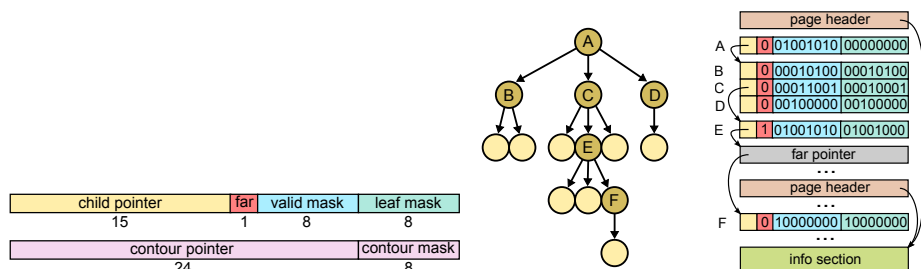 child pointer far valid mask leaf mask
15 1 8 8
contour pointer contour mask
24 8
A
B C D
E
F
page header
A 0 01001010 00000000
B 0 00010100 00010100
C 0 00011001 00010001
D 0 00100000 00100000
E 1 01001010 01001000
far pointer
...
page header
...
F 0 10000000 10000000
...
info section